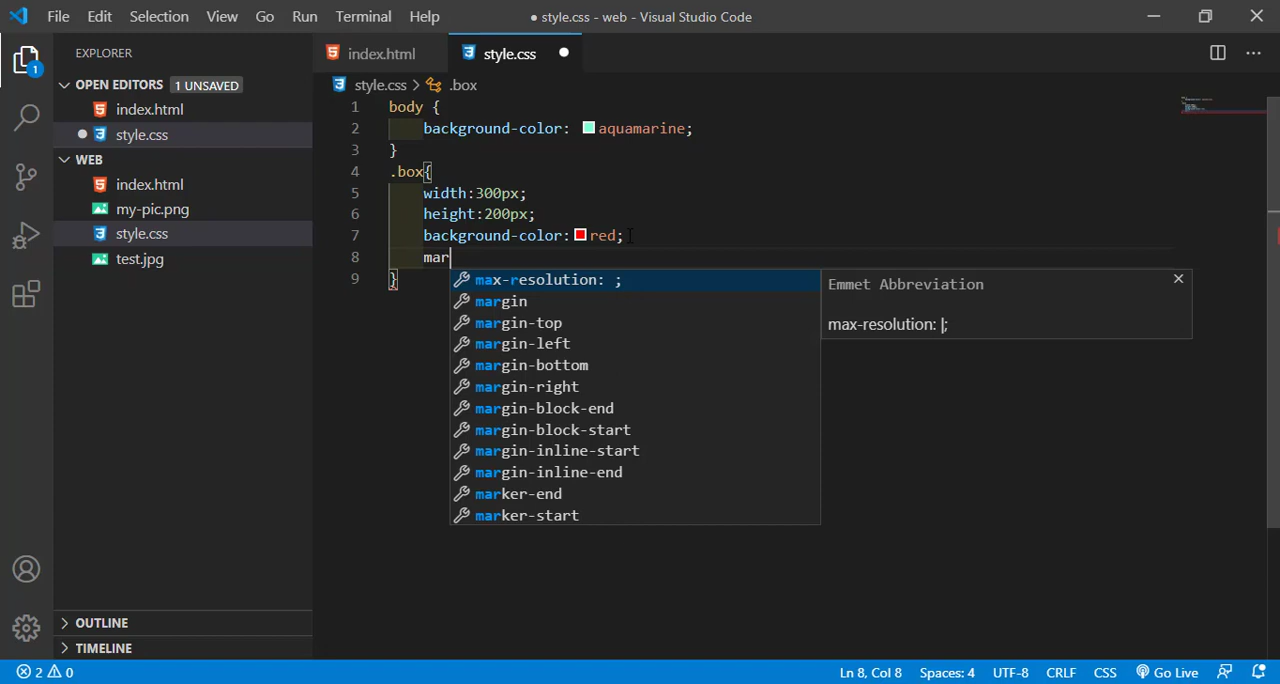 File Edit Selection View Go Run Terminal Help ● style.css - web - Visual Studio Code
EXPLORER
OPEN EDITORS 1 UNSAVED
index.html
style.css
WEB
index.html
my-pic.png
style.css
test.jpg
OUTLINE
TIMELINE
1
index.html style.css
style.css > .box
1 body {
2 background-color: aquamarine;
3 }
4 .box{
5 width:300px;
6 height:200px;
7 background-color:red;
8 mar
9 }
max-resolution: ;
margin
margin-top
margin-left
margin-bottom
margin-right
margin-block-end
margin-block-start
margin-inline-start
margin-inline-end
marker-end
marker-start
Emmet Abbreviation
max-resolution: |;
2 0 Ln 8, Col 8 Spaces: 4 UTF-8 CRLF CSS Go Live